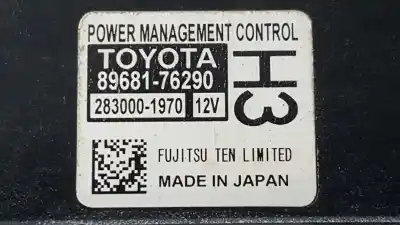 POWER MANAGEMENT CONTROL
TOYOTA
89681-76290
283000-1970 12V
H3
FUJITSU TEN LIMITED
MADE IN JAPAN